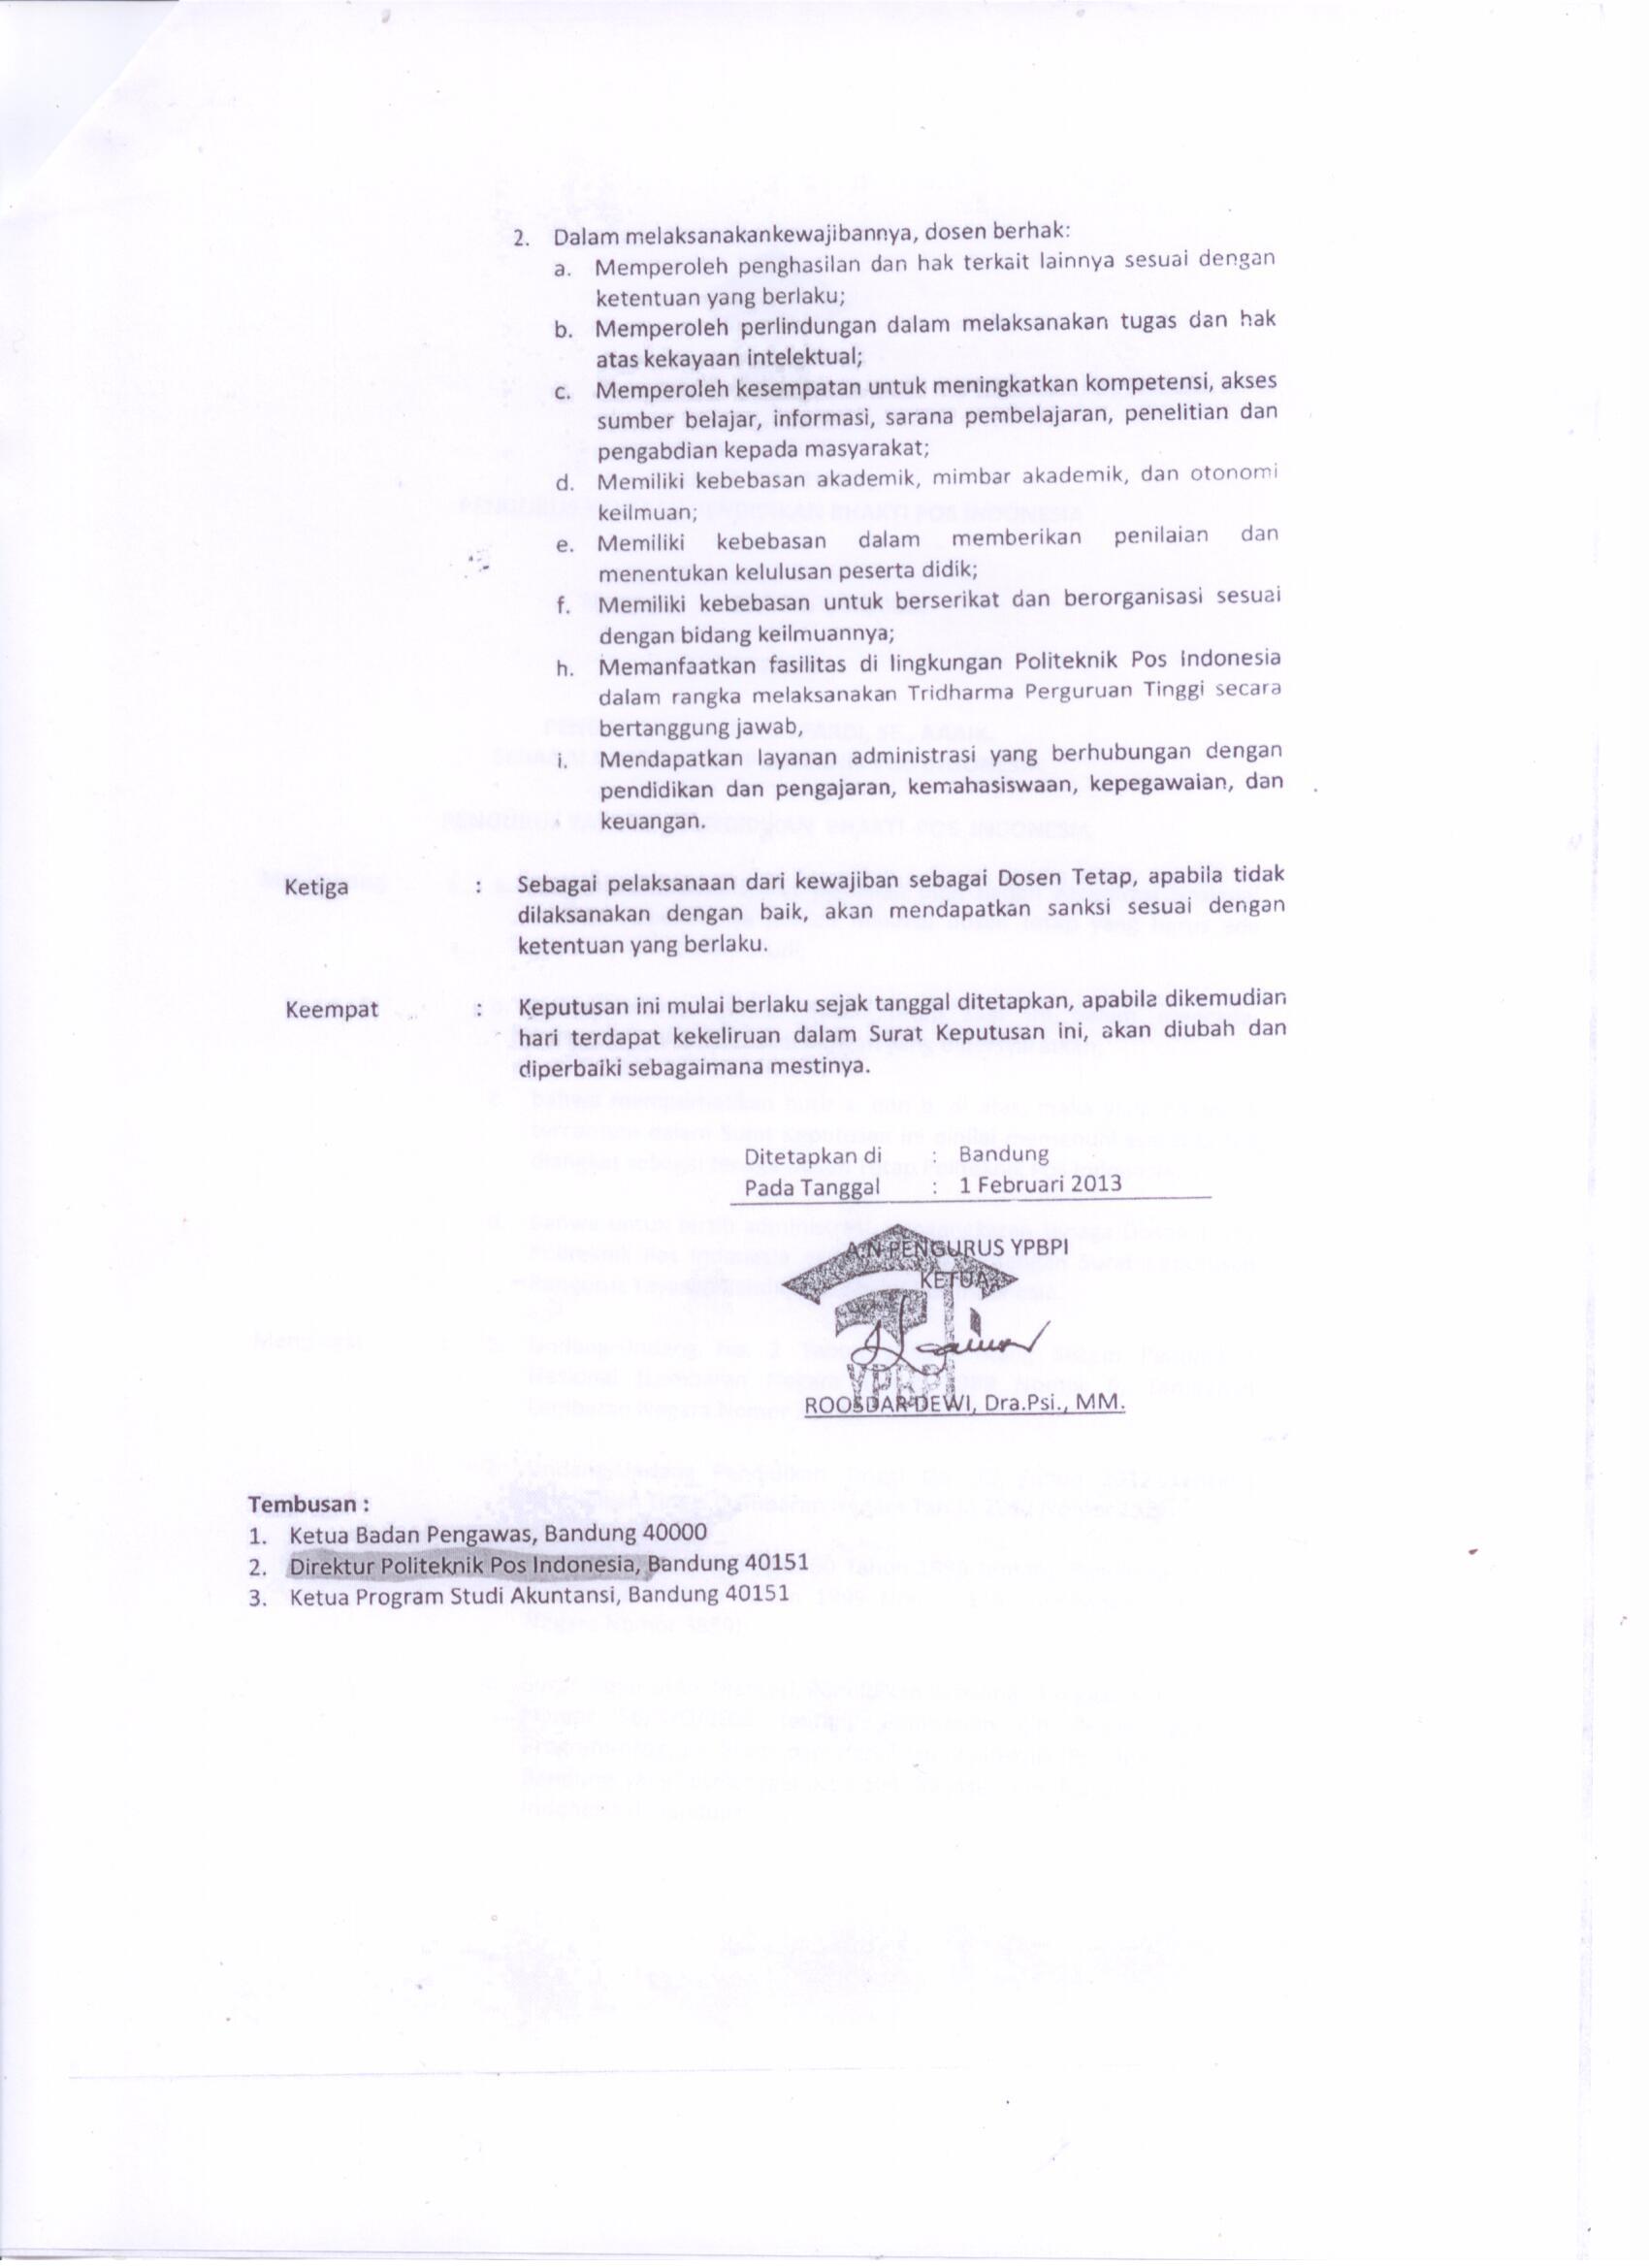 2. Dalam melaksanakankewajibannya, dosen berhak:
a. Memperoleh penghasilan dan hak terkait lainnya sesuai dengan
ketentuan yang berlaku;
b. Memperoleh perlindungan dalam melaksanakan tugas dan hak
atas kekayaan intelektual;
c. Memperoleh kesempatan untuk meningkatkan kompetensi, akses
sumber belajar, informasi, sarana pembelajaran, penelitian dan
pengabdian kepada masyarakat;
d. Memiliki kebebasan akademik, mimbar akademik, dan otonomi
keilmuan;
e. Memiliki kebebasan dalam memberikan penilaian dan
menentukan kelulusan peserta didik;
f. Memiliki kebebasan untuk berserikat dan berorganisasi sesuai
dengan bidang keilmuannya;
h. Memanfaatkan fasilitas di lingkungan Politeknik Pos Indonesia
dalam rangka melaksanakan Tridharma Perguruan Tinggi secara
bertanggung jawab,
i. Mendapatkan layanan administrasi yang berhubungan dengan
pendidikan dan pengajaran, kemahasiswaan, kepegawaian, dan
keuangan.
Ketiga : Sebagai pelaksanaan dari kewajiban sebagai Dosen Tetap, apabila tidak
dilaksanakan dengan baik, akan mendapatkan sanksi sesuai dengan
ketentuan yang berlaku.
Keempat : Keputusan ini mulai berlaku sejak tanggal ditetapkan, apabila dikemudian
hari terdapat kekeliruan dalam Surat Keputusan ini, akan diubah dan
diperbaiki sebagaimana mestinya.
Ditetapkan di : Bandung
Pada Tanggal : 1 Februari 2013
A.N PENGURUS YPBPI
KETUA
YPBPI
ROOSDAR DEWI, Dra.Psi., MM.
Tembusan :
1. Ketua Badan Pengawas, Bandung 40000
2. Direktur Politeknik Pos Indonesia, Bandung 40151
3. Ketua Program Studi Akuntansi, Bandung 40151